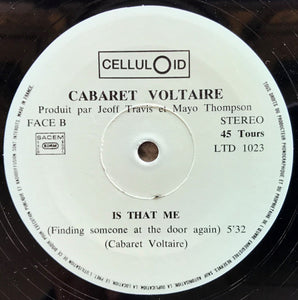 CELLULOID
CABARET VOLTAIRE
Produit par Jeoff Travis et Mayo Thompson
FACE B
STEREO
45 Tours
SACEM
LTD 1023
IS THAT ME
(Finding someone at the door again) 5'32
(Cabaret Voltaire)